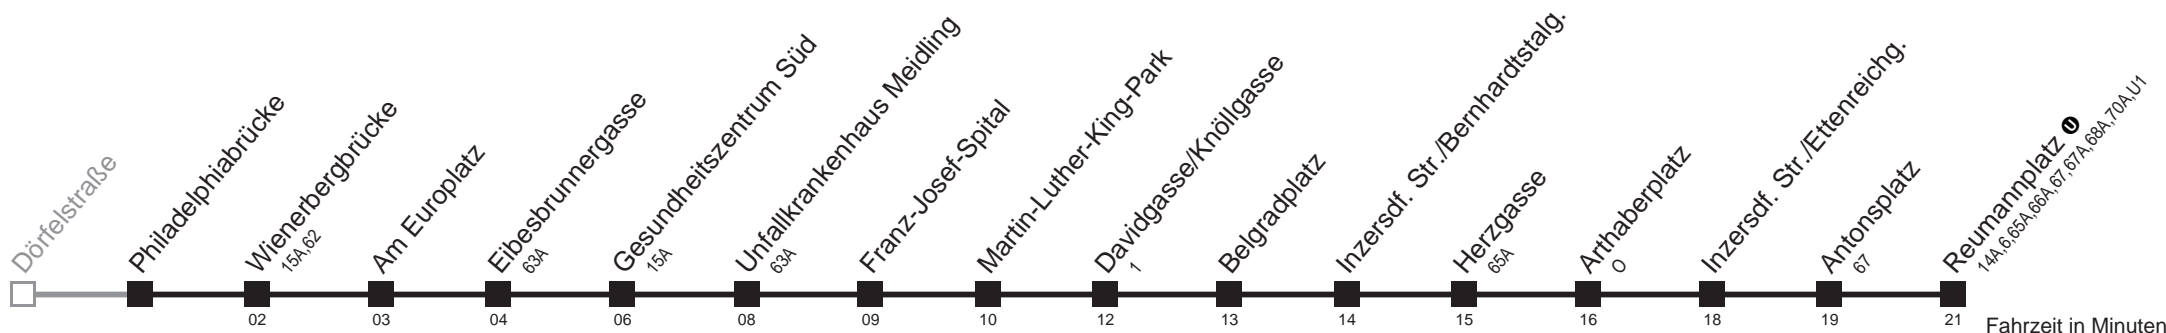 Dörfelstraße
Philadelphiabrücke
Wienerbergbrücke
15A,62
Am Europlatz
Eibesbrunnergasse
63A
Gesundheitszentrum Süd
15A
Unfallkrankenhaus Meidling
63A
Franz-Josef-Spital
Martin-Luther-King-Park
Davidgasse/Knöllgasse
1
Belgradplatz
Inzersdf. Str./Bernhardtstalg.
Herzgasse
65A
Arthaberplatz
O
Inzersdf. Str./Ettenreichg.
Antonsplatz
67
Reumannplatz U
14A,6,65A,66A,67,67A,68A,70A,U1
02 03 04 06 08 09 10 12 13 14 15 16 18 19 21 Fahrzeit in Minuten